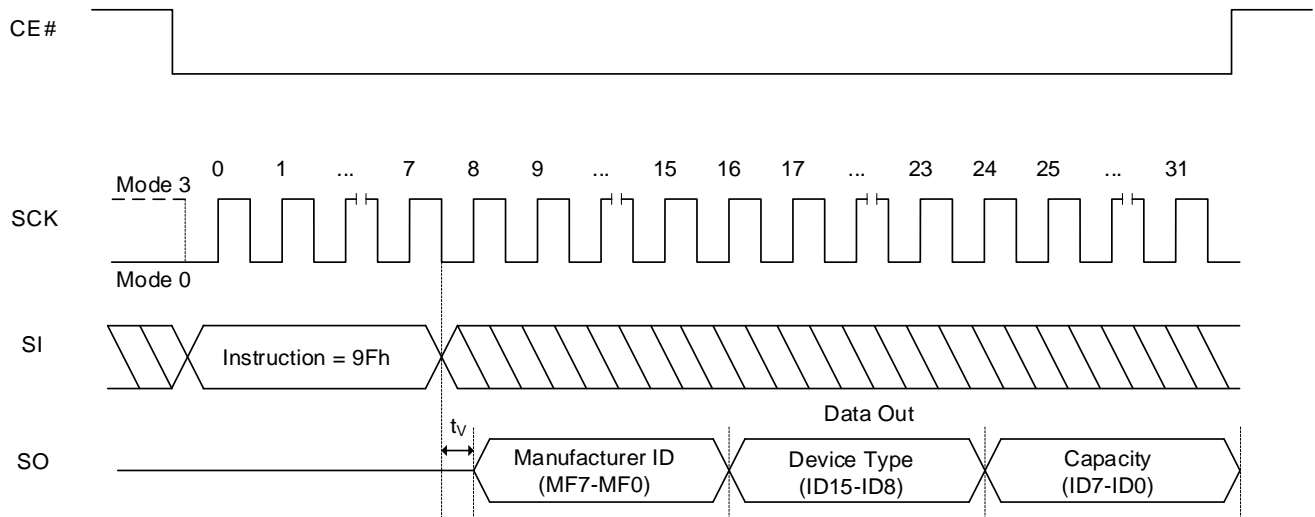 CE#
0 1 ... 7 8 9 ... 15 16 17 ... 23 24 25 ... 31
Mode 3
SCK
Mode 0
SI
Instruction = 9Fh
Data Out
tV
SO
Manufacturer ID
(MF7-MF0)
Device Type
(ID15-ID8)
Capacity
(ID7-ID0)